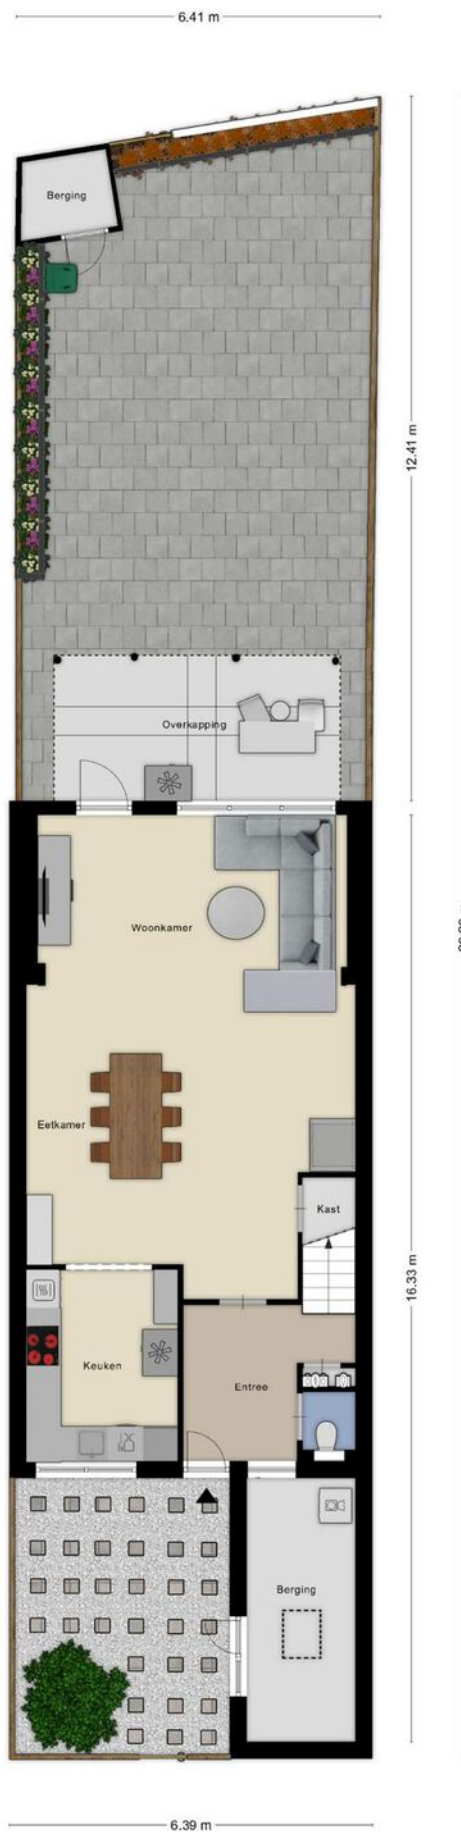 6.41 m
Berging
12.41 m
Overkapping
Woonkamer
Eetkamer
Kast
16.33 m
Keuken
Entree
Berging
6.39 m